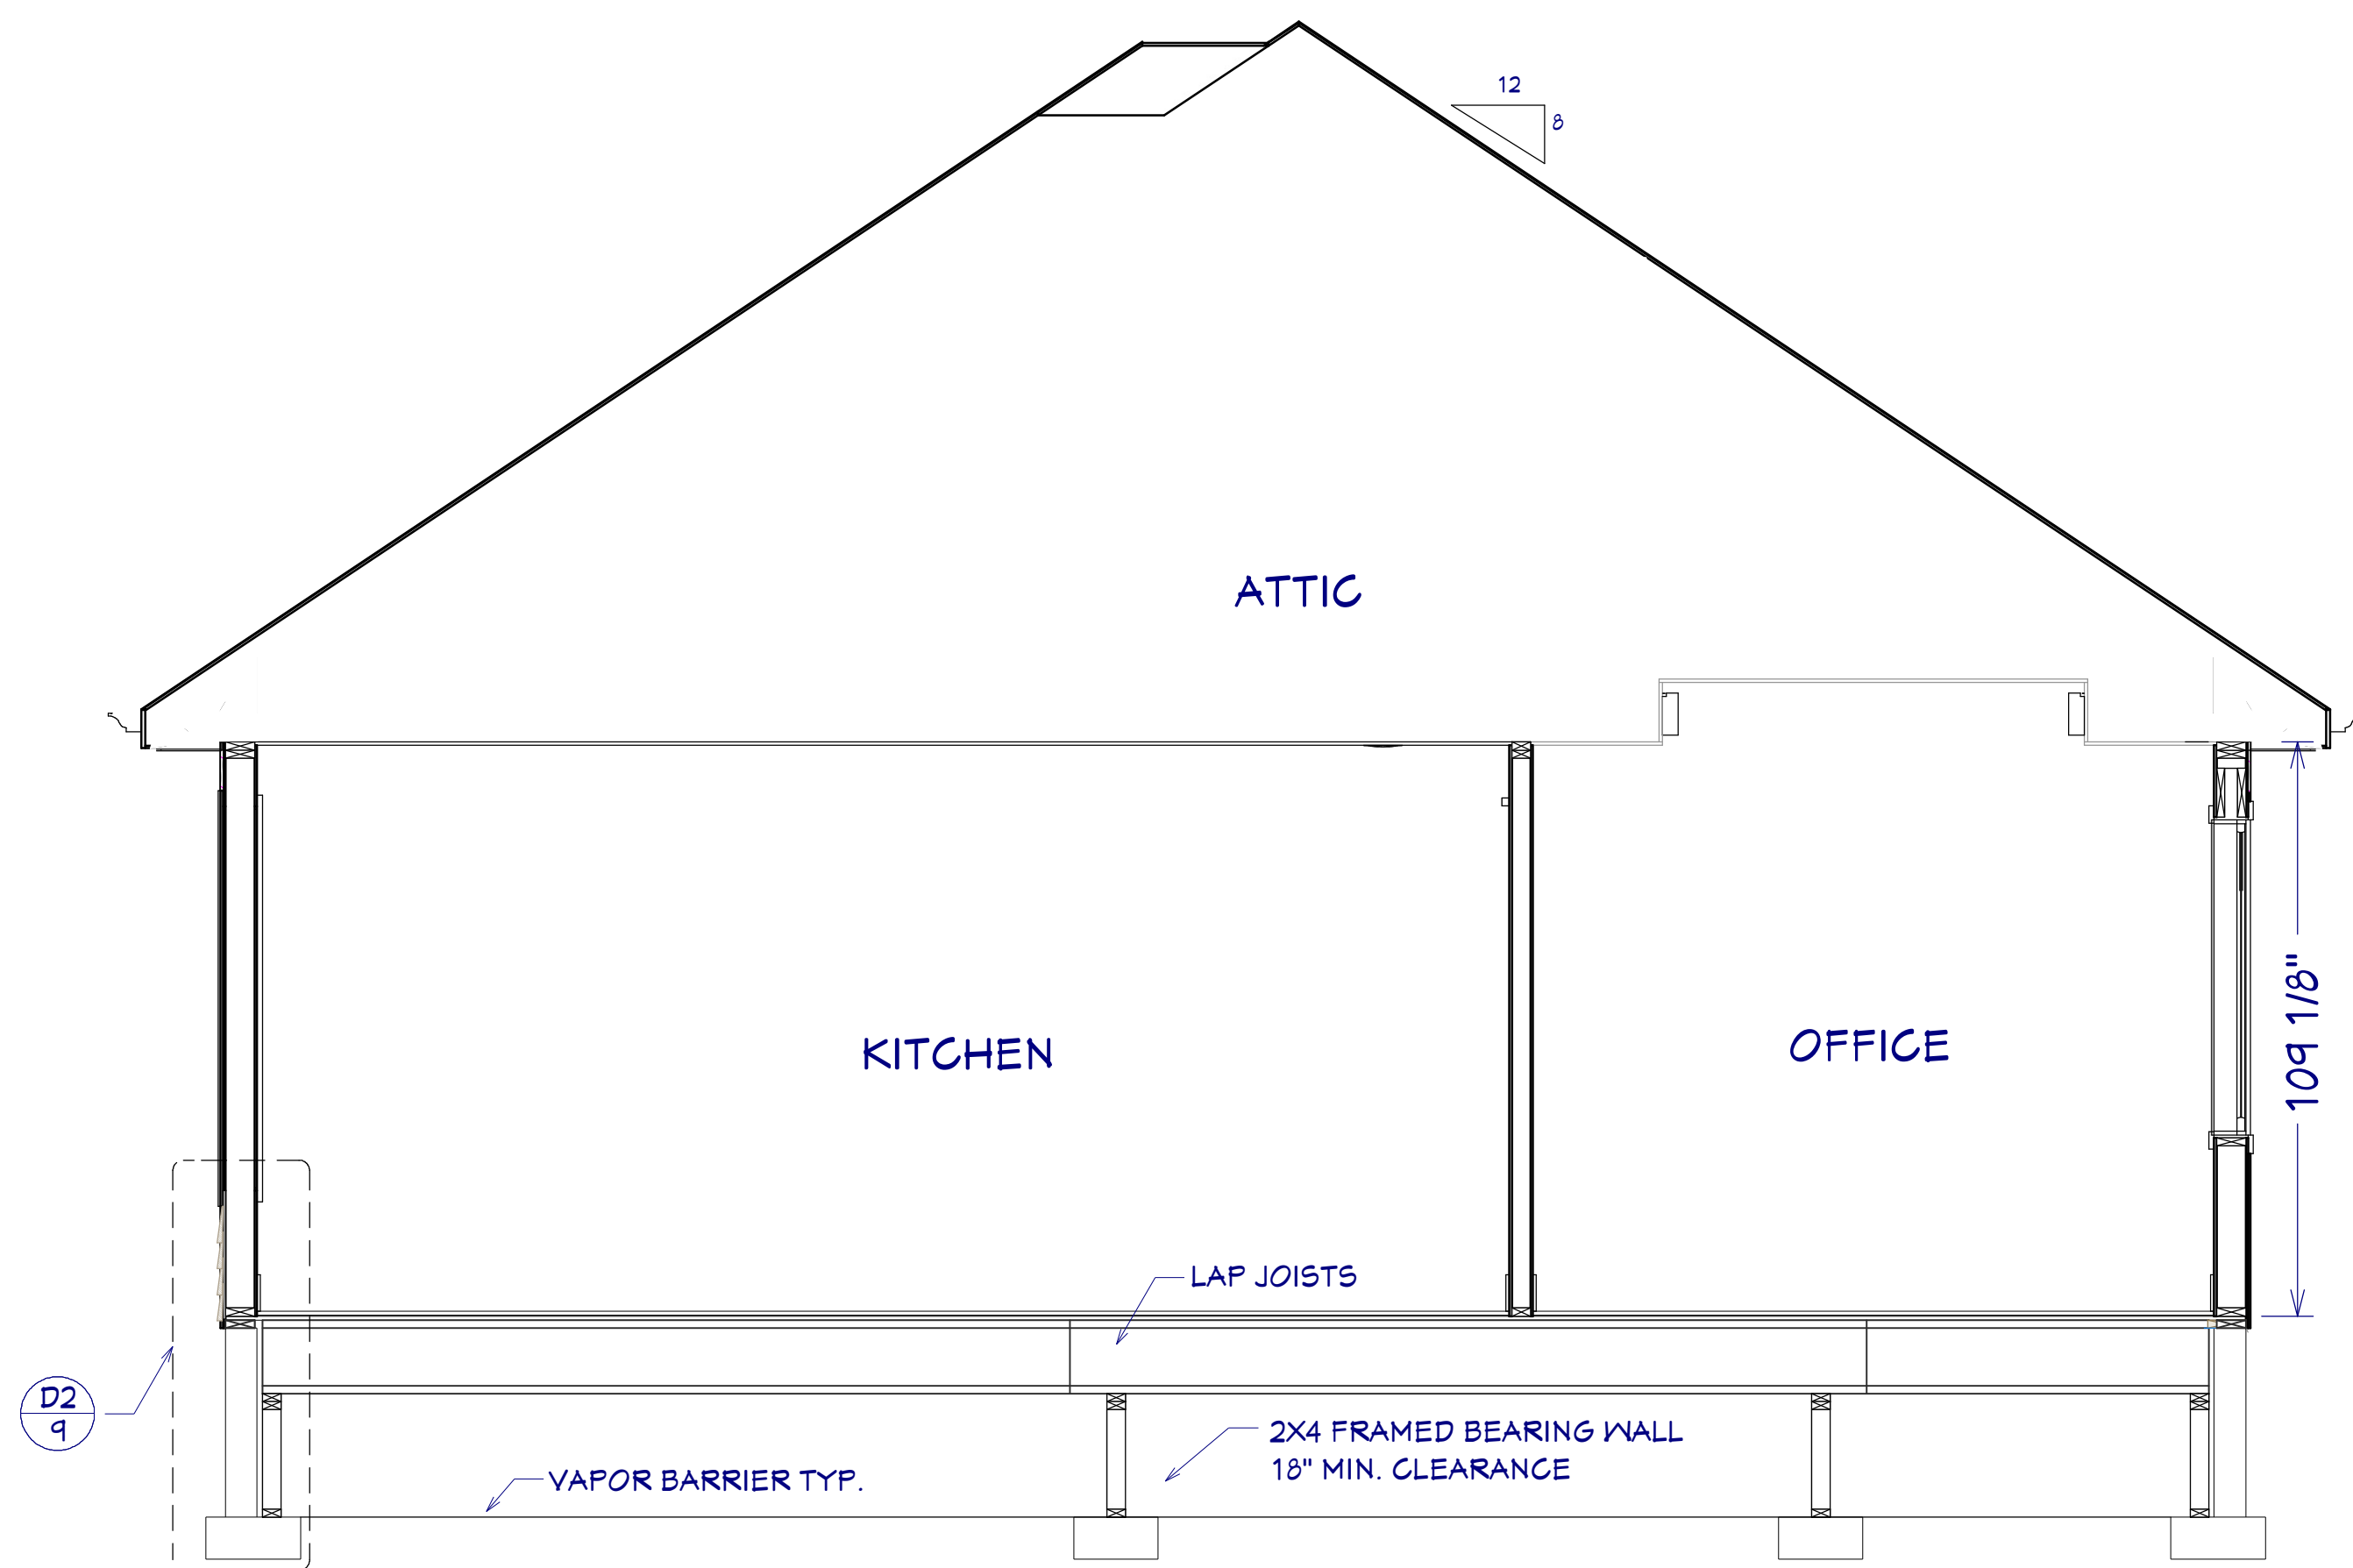 12
8
ATTIC
KITCHEN
OFFICE
109 1/8"
LAP JOISTS
D2
9
2X4 FRAMED BEARING WALL
18" MIN. CLEARANCE
VAPOR BARRIER TYP.